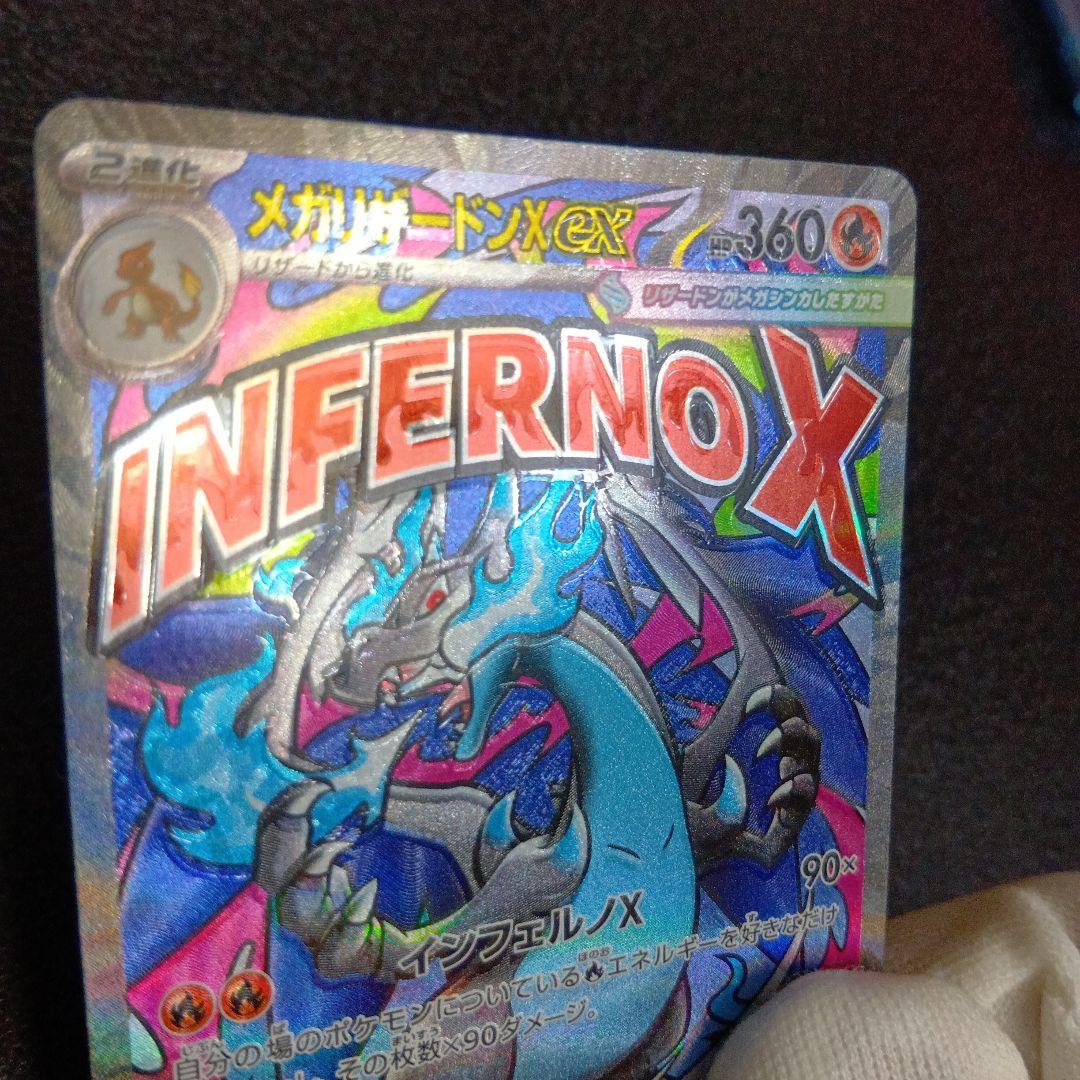 2進化
メガリザードンXex
HP360
リザードから進化
リザードンがメガシンカしたすがた
INFERNO X
インフェルノX 90×
自分の場のポケモンについている エネルギーを好きなだけ
、その枚数×90ダメージ。